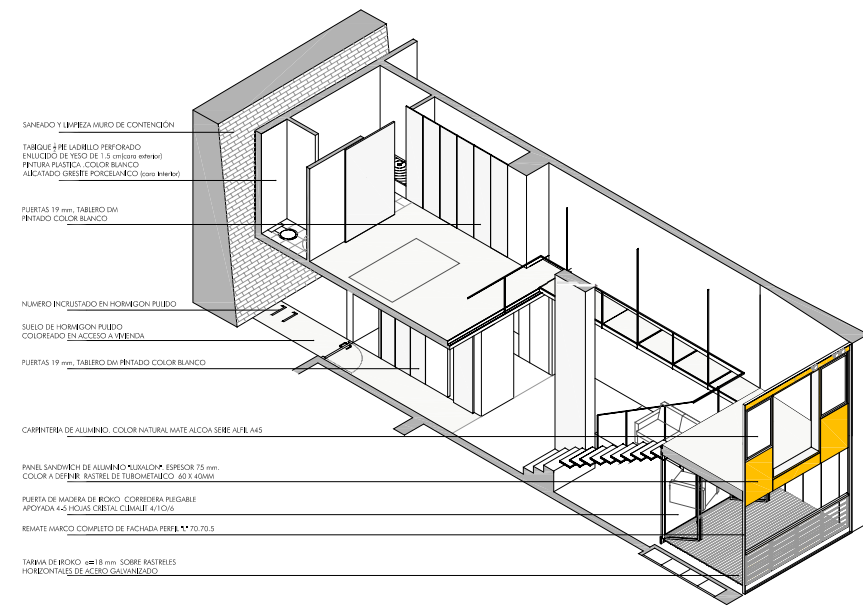 SANEADO Y LIMPIEZA MURO DE CONTENCIÓN
TABIQUE ½ PIE LADRILLO PERFORADO
ENLUCIDO DE YESO DE 1.5 cm(cara exterior)
PINTURA PLASTICA .COLOR BLANCO
ALICATADO GRESITE PORCELANICO (cara interior)
PUERTAS 19 mm, TABLERO DM
PINTADO COLOR BLANCO
NUMERO INCRUSTADO EN HORMIGON PULIDO
11
SUELO DE HORMIGON PULIDO
COLOREADO EN ACCESO A VIVIENDA
PUERTAS 19 mm, TABLERO DM PINTADO COLOR BLANCO
CARPINTERIA DE ALUMINIO. COLOR NATURAL MATE ALCOA SERIE ALFIL A45
PANEL SANDWICH DE ALUMINIO "LUXALON". ESPESOR 75 mm.
COLOR A DEFINIR RASTREL DE TUBOMETALICO 60 X 40MM
PUERTA DE MADERA DE IROKO CORREDERA PLEGABLE
APOYADA 4-5 HOJAS CRISTAL CLIMALIT 4/10/6
REMATE MARCO COMPLETO DE FACHADA PERFIL "L" 70.70.5
TARIMA DE IROKO e=18 mm SOBRE RASTRELES
HORIZONTALES DE ACERO GALVANIZADO